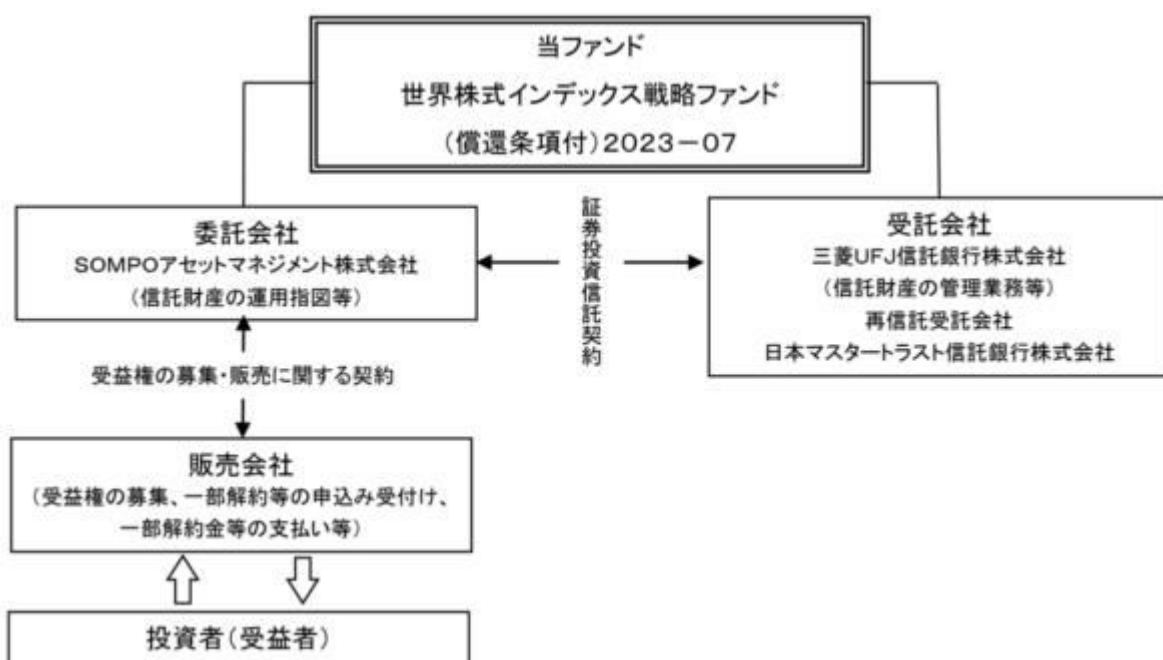 当ファンド
世界株式インデックス戦略ファンド
(償還条項付)2023-07
委託会社
SOMPOアセットマネジメント株式会社
(信託財産の運用指図等)
証券投資信託契約
受託会社
三菱UFJ信託銀行株式会社
(信託財産の管理業務等)
再信託受託会社
日本マスタートラスト信託銀行株式会社
受益権の募集・販売に関する契約
販売会社
(受益権の募集、一部解約等の申込み受付け、
一部解約金等の支払い等)
投資者(受益者)